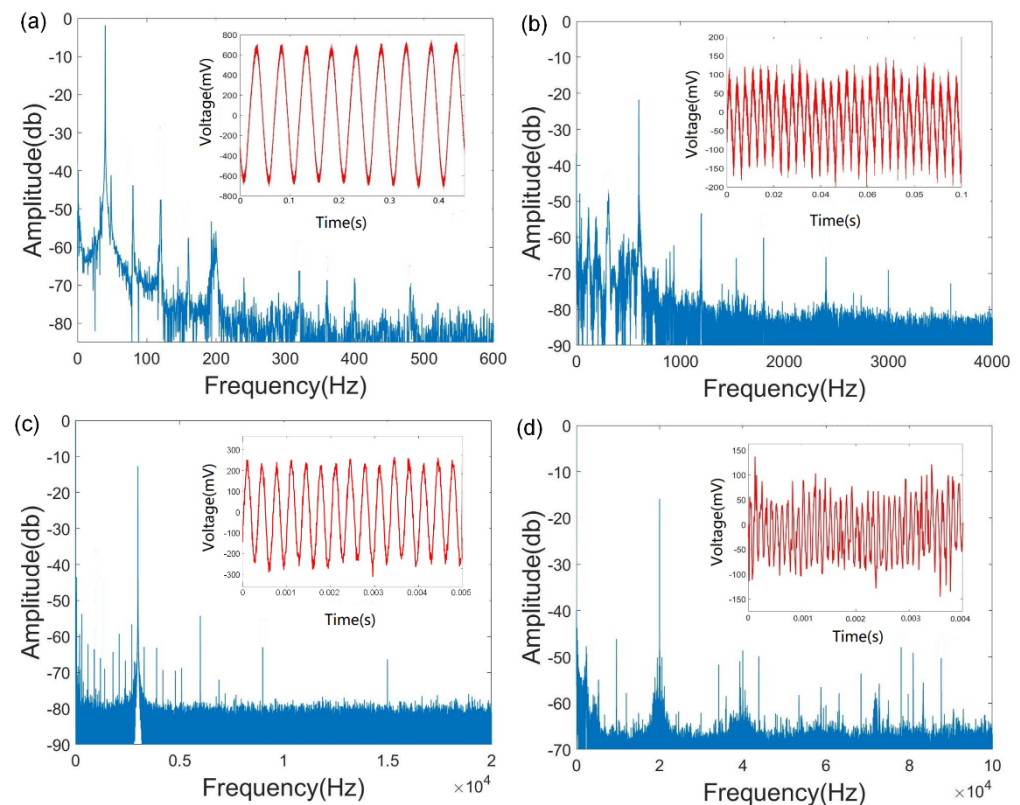 (a)
0
-10
-20
-30
-40
-50
-60
-70
-80
Amplitude(db)
0 100 200 300 400 500 600
Frequency(Hz)
800
600
400
200
0
-200
-400
-600
-800
Voltage(mV)
0 0.1 0.2 0.3 0.4
Time(s)
(b)
0
-10
-20
-30
-40
-50
-60
-70
-80
-90
Amplitude(db)
0 1000 2000 3000 4000
Frequency(Hz)
200
150
100
50
0
50
100
150
200
Voltage(mV)
0 0.02 0.04 0.06 0.08 0.1
Time(s)
(c)
0
-10
-20
-30
-40
-50
-60
-70
-80
-90
Amplitude(db)
0 0.5 1 1.5 2
Frequency(Hz) ×10⁴
300
200
100
0
-100
-200
-300
Voltage(mV)
0 0.001 0.002 0.003 0.004 0.005
Time(s)
(d)
0
-10
-20
-30
-40
-50
-60
-70
Amplitude(db)
0 2 4 6 8 10
Frequency(Hz) ×10⁴
150
100
50
0
-50
-100
-150
Voltage(mV)
0 0.001 0.002 0.003 0.004
Time(s)